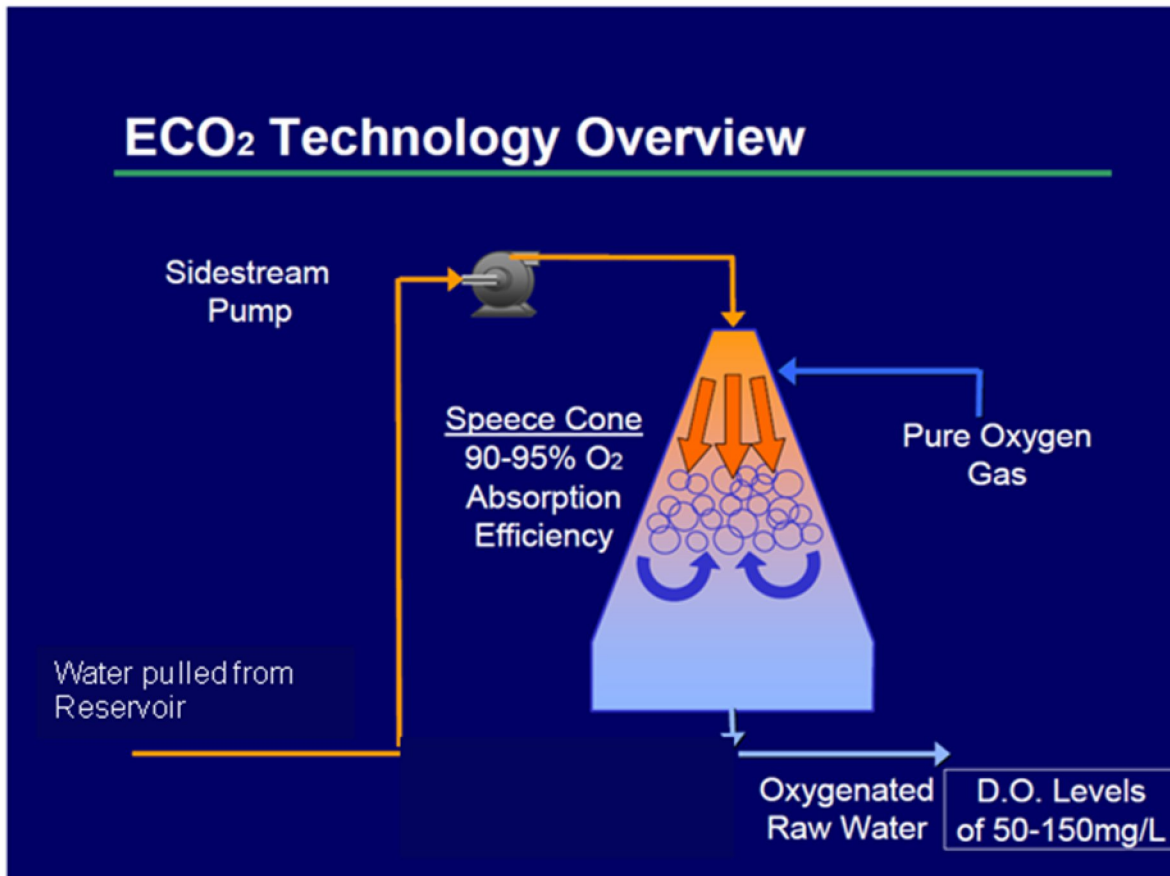 ECO₂ Technology Overview
Sidestream
Pump
Speece Cone
90-95% O₂
Absorption
Efficiency
Pure Oxygen
Gas
Water pulled from
Reservoir
Oxygenated
Raw Water
D.O. Levels
of 50-150mg/L